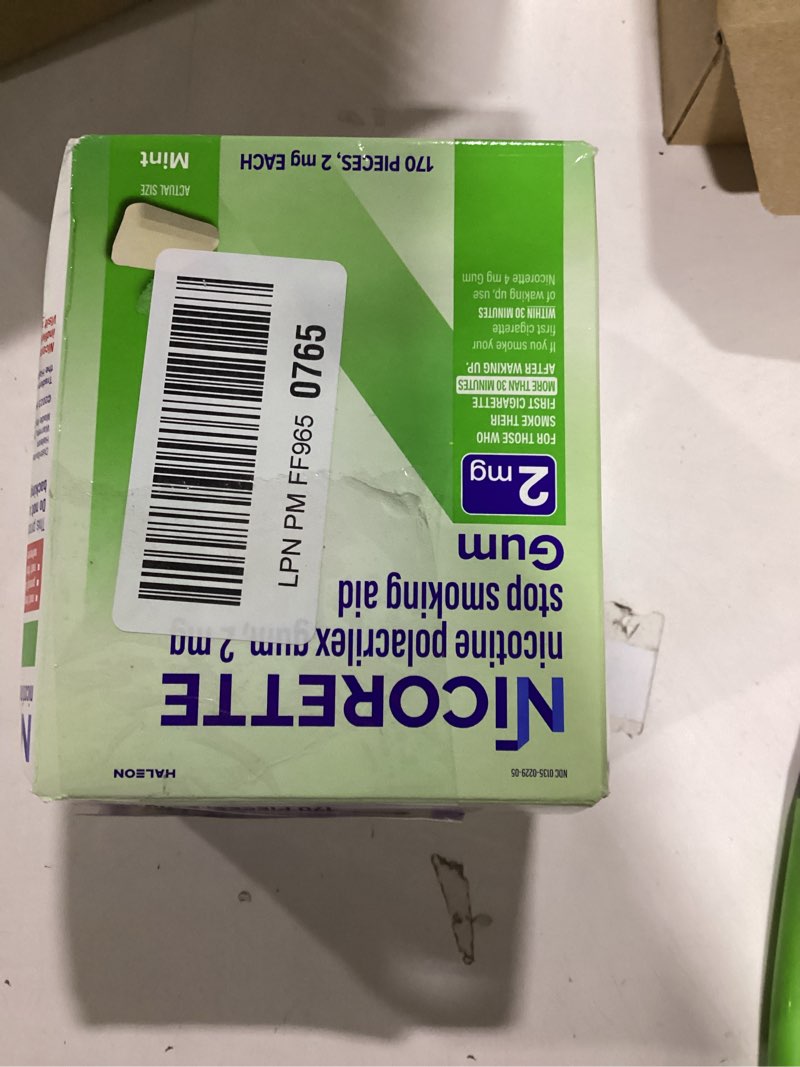 NDC 0135-0229-05
HALEON
NICORETTE
nicotine polacrilex gum, 2 mg
stop smoking aid
Gum
2 mg
FOR THOSE WHO
SMOKE THEIR
FIRST CIGARETTE
MORE THAN 30 MINUTES
AFTER WAKING UP.
If you smoke your
first cigarette
WITHIN 30 MINUTES
of waking up, use
Nicorette 4 mg Gum
ACTUAL SIZE
Mint
170 PIECES, 2 mg EACH
LPN PM FF965 0765
170 PIECES